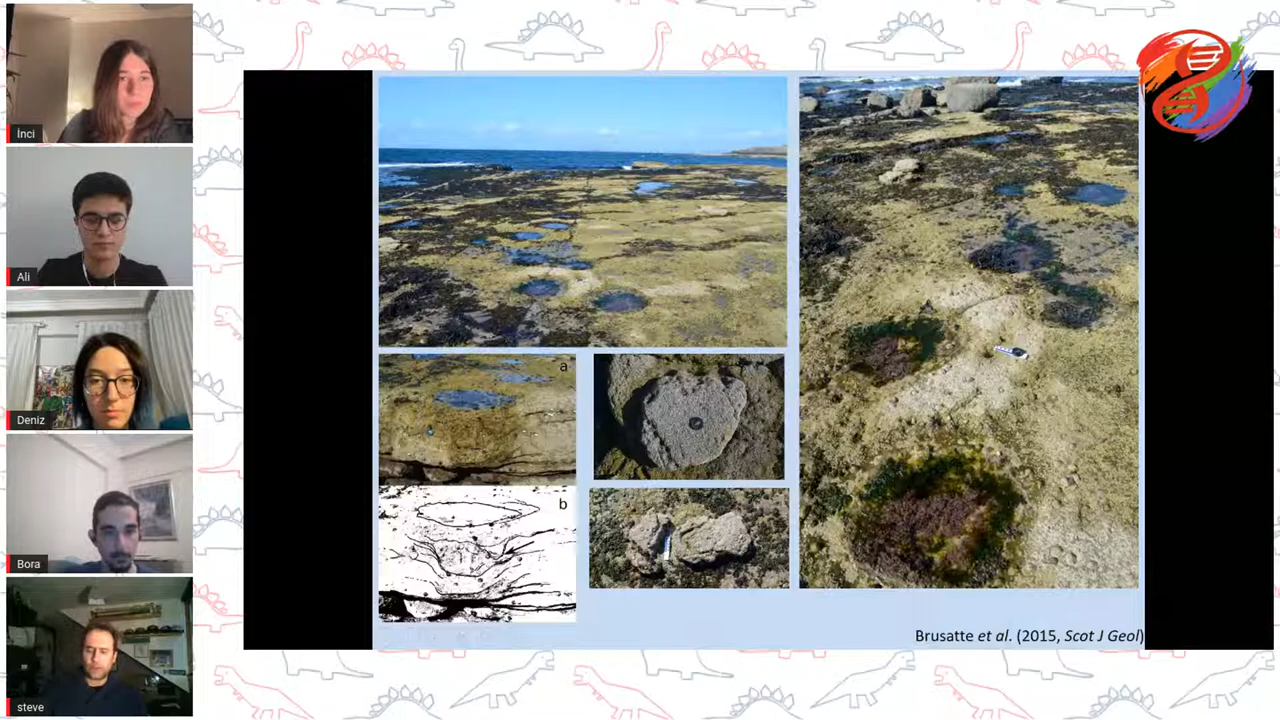 İnci
Ali
Deniz
Bora
steve
a
b
Brusatte et al. (2015, Scot J Geol)